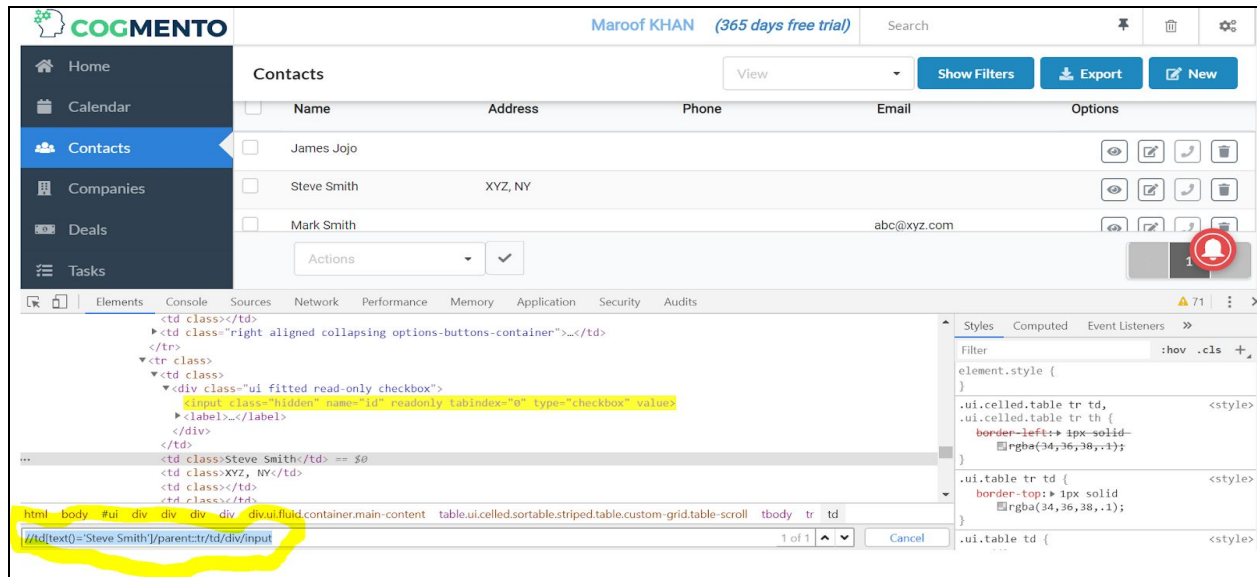 COGMENTO
Maroof KHAN (365 days free trial) Search
Home
Contacts View Show Filters Export New
Calendar
Name Address Phone Email Options
Contacts
James Jojo
Companies
Steve Smith XYZ, NY
Deals
Mark Smith abc@xyz.com
Tasks
Actions 1
Elements Console Sources Network Performance Memory Application Security Audits 71
<td class></td>
<td class="right aligned collapsing options-buttons-container">…</td>
</tr>
<tr class>
<td class>
<div class="ui fitted read-only checkbox">
<input class="hidden" name="id" readonly tabindex="0" type="checkbox" value>
<label>…</label>
</div>
</td>
<td class>Steve Smith</td> == $0
<td class>XYZ, NY</td>
<td class></td>
<td class></td>
html body #ui div div div div div.ui.fluid.container.main-content table.ui.celled.sortable.striped.table.custom-grid.table-scroll tbody tr td
//td[text()='Steve Smith']/parent::tr/td/div/input 1 of 1 Cancel
Styles Computed Event Listeners »
Filter :hov .cls +
element.style {
}
.ui.celled.table tr td, <style>
.ui.celled.table tr th {
border-left: 1px solid
rgba(34,36,38,.1);
}
.ui.table tr td { <style>
border-top: 1px solid
rgba(34,36,38,.1);
}
.ui.table td { <style>